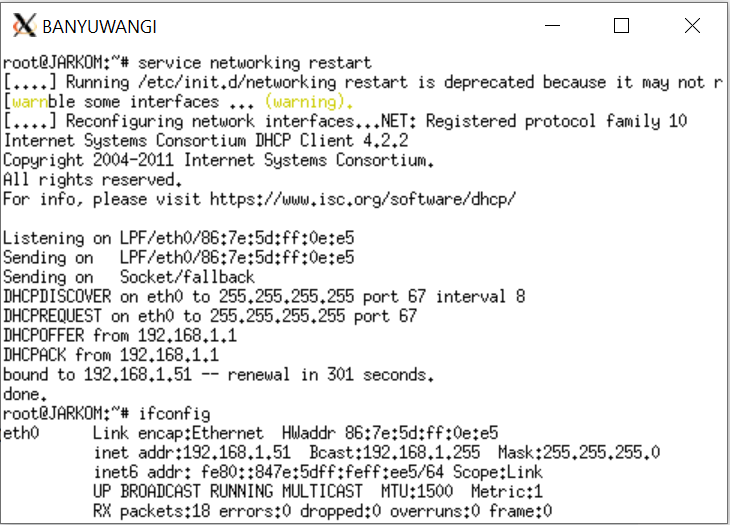 BANYUWANGI
root@JARKOM:~# service networking restart
[....] Running /etc/init.d/networking restart is deprecated because it may not r
[warnble some interfaces ... (warning).
[....] Reconfiguring network interfaces...NET: Registered protocol family 10
Internet Systems Consortium DHCP Client 4.2.2
Copyright 2004-2011 Internet Systems Consortium.
All rights reserved.
For info, please visit https://www.isc.org/software/dhcp/
Listening on LPF/eth0/86:7e:5d:ff:0e:e5
Sending on   LPF/eth0/86:7e:5d:ff:0e:e5
Sending on   Socket/fallback
DHCPDISCOVER on eth0 to 255.255.255.255 port 67 interval 8
DHCPREQUEST on eth0 to 255.255.255.255 port 67
DHCPOFFER from 192.168.1.1
DHCPACK from 192.168.1.1
bound to 192.168.1.51 -- renewal in 301 seconds.
done.
root@JARKOM:~# ifconfig
eth0      Link encap:Ethernet  HWaddr 86:7e:5d:ff:0e:e5
          inet addr:192.168.1.51  Bcast:192.168.1.255  Mask:255.255.255.0
          inet6 addr: fe80::847e:5dff:feff:ee5/64 Scope:Link
          UP BROADCAST RUNNING MULTICAST  MTU:1500  Metric:1
          RX packets:18 errors:0 dropped:0 overruns:0 frame:0